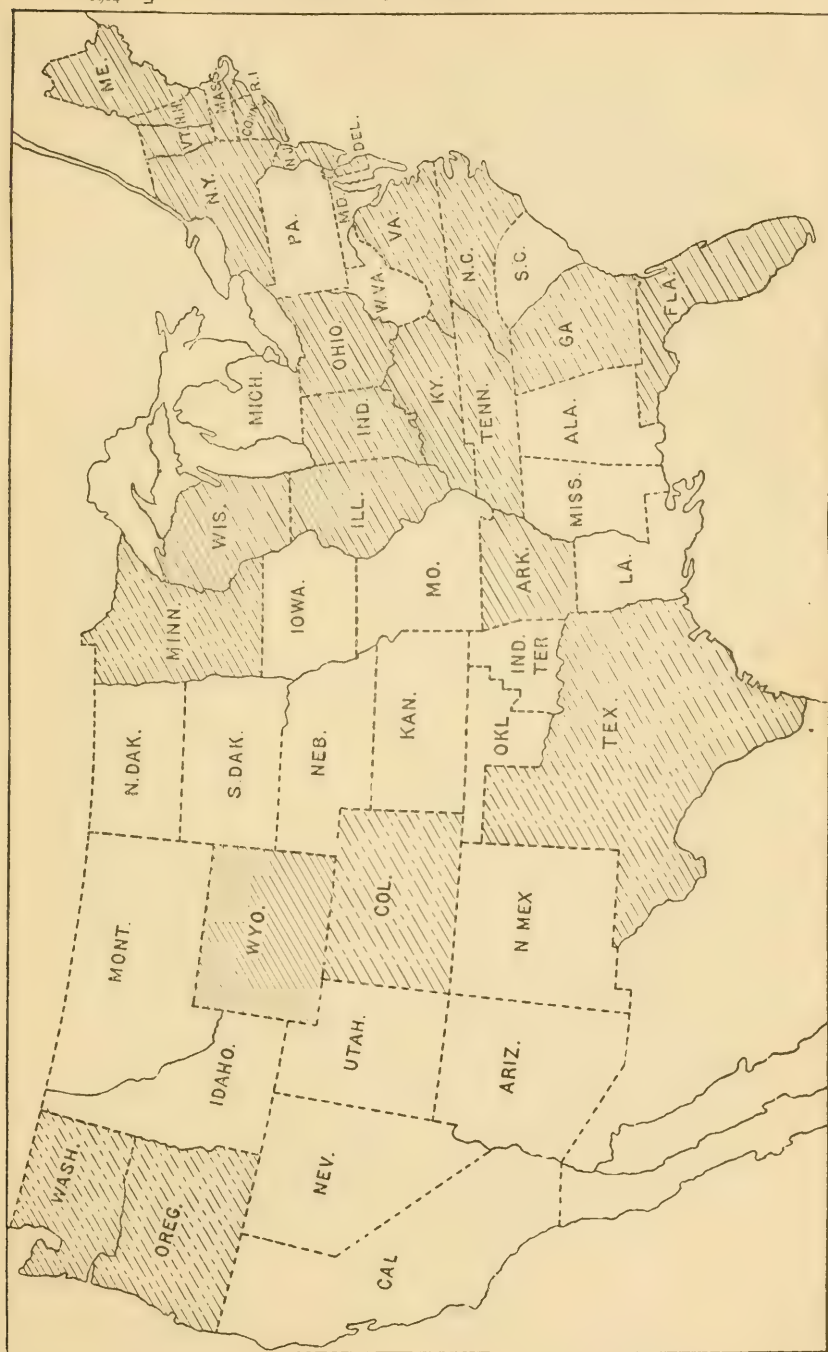 WASH.
OREG.
CAL
NEV.
IDAHO.
MONT.
WYO.
UTAH.
ARIZ.
COL.
N MEX
N. DAK.
S. DAK.
NEB.
KAN.
OKL
IND.
TER
TEX.
MINN
IOWA.
MO.
ARK.
LA.
WIS.
ILL.
MICH.
IND.
OHIO.
KY.
TENN.
MISS.
ALA.
GA
FLA.
S.C.
N.C.
VA.
W.VA.
MD.
DEL.
PA.
N.J.
N.Y.
VT.
N.H.
ME.
MASS.
CONN.
R.I.